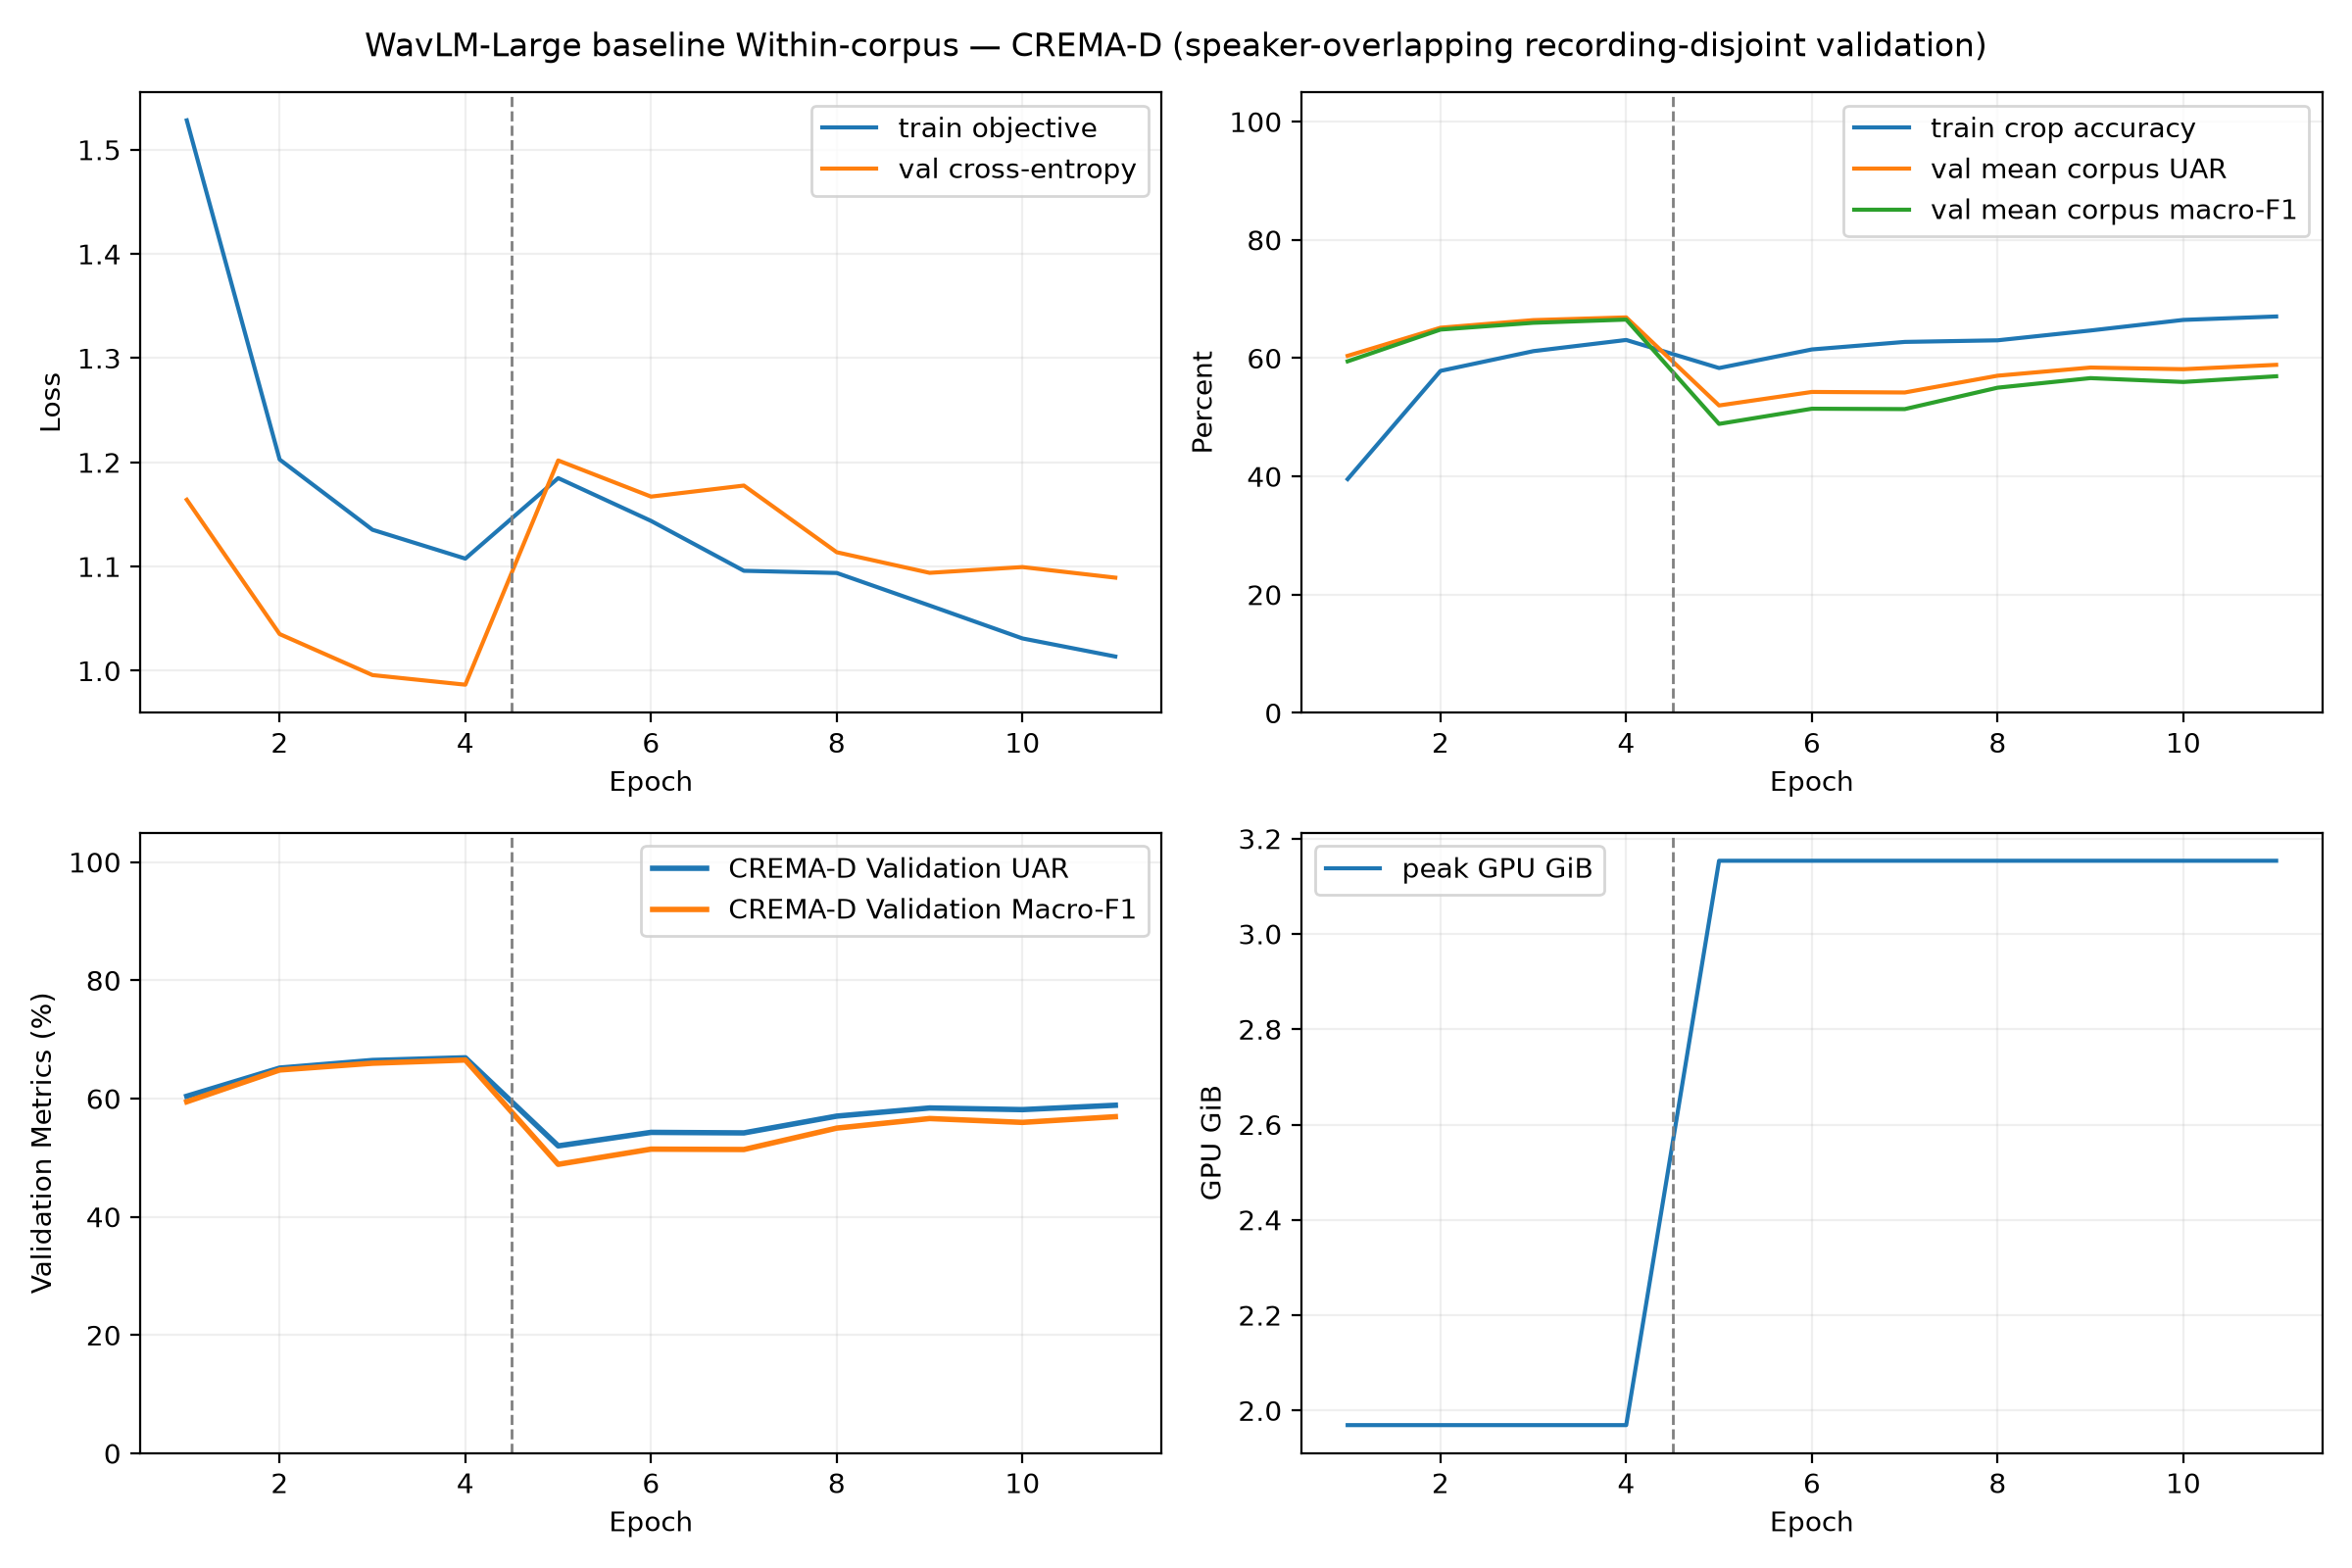 WavLM-Large baseline Within-corpus — CREMA-D (speaker-overlapping recording-disjoint validation)
train objective
val cross-entropy
1.5
1.4
1.3
1.2
1.1
1.0
Loss
2
4
6
8
10
Epoch
train crop accuracy
val mean corpus UAR
val mean corpus macro-F1
100
80
60
40
20
0
Percent
2
4
6
8
10
Epoch
CREMA-D Validation UAR
CREMA-D Validation Macro-F1
100
80
60
40
20
0
Validation Metrics (%)
2
4
6
8
10
Epoch
peak GPU GiB
3.2
3.0
2.8
2.6
2.4
2.2
2.0
GPU GiB
2
4
6
8
10
Epoch